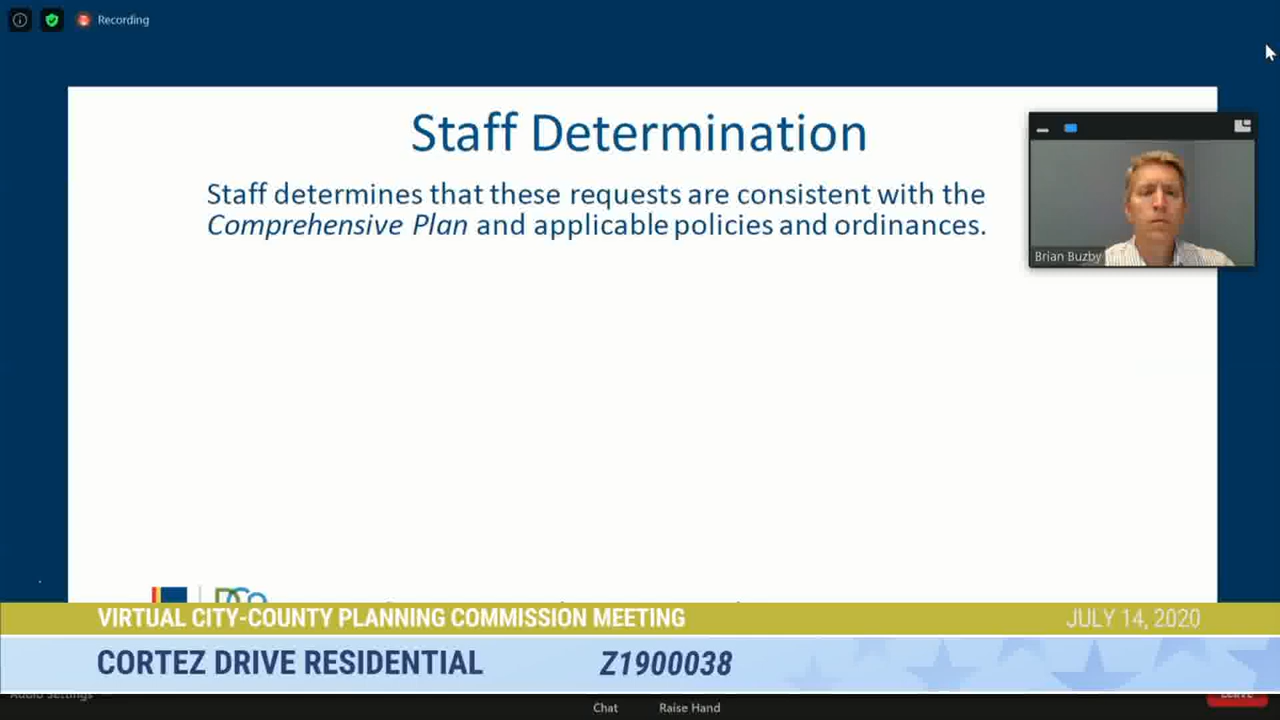 Recording
Staff Determination
Staff determines that these requests are consistent with the
Comprehensive Plan and applicable policies and ordinances.
Brian Buzby
DCo
VIRTUAL CITY-COUNTY PLANNING COMMISSION MEETING
JULY 14, 2020
CORTEZ DRIVE RESIDENTIAL
Z1900038
Audio Settings
Chat
Raise Hand
Leave